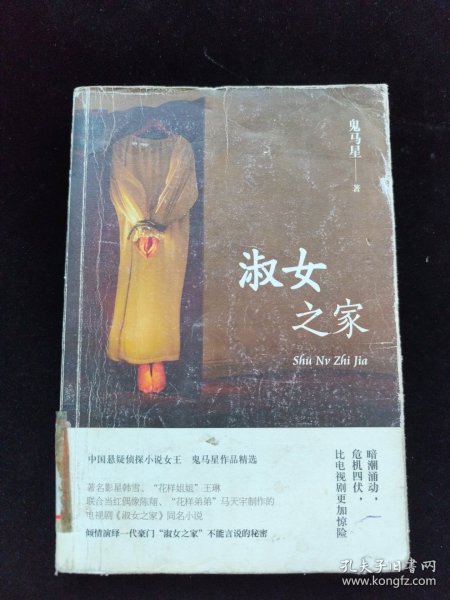 鬼马星——著
淑女
之家
Shū Nv Zhi Jia
中国悬疑侦探小说女王 鬼马星作品精选
著名影星韩雪、“花样姐姐”王琳
联合当红偶像陈翔、“花样弟弟”马天宇制作的
电视剧《淑女之家》同名小说
倾情演绎一代豪门“淑女之家”不能言说的秘密
暗潮涌动，
危机四伏，
比电视剧更加惊险
孔夫子旧书网
www.kongfz.com